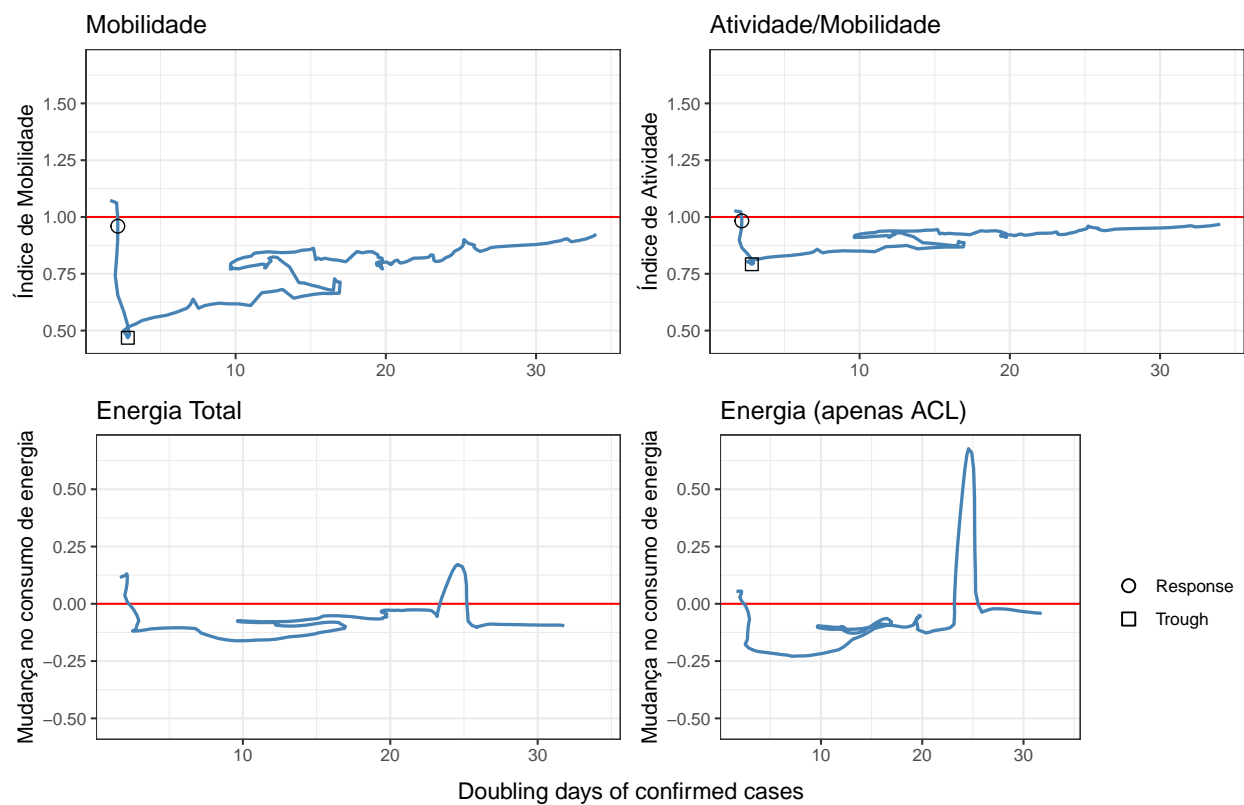 Mobilidade
Índice de Mobilidade
1.50
1.25
1.00
0.75
0.50
10 20 30
Atividade/Mobilidade
Índice de Atividade
1.50
1.25
1.00
0.75
0.50
10 20 30
Energia Total
Mudança no consumo de energia
0.50
0.25
0.00
−0.25
−0.50
10 20 30
Energia (apenas ACL)
Mudança no consumo de energia
0.50
0.25
0.00
−0.25
−0.50
10 20 30
Response
Trough
Doubling days of confirmed cases